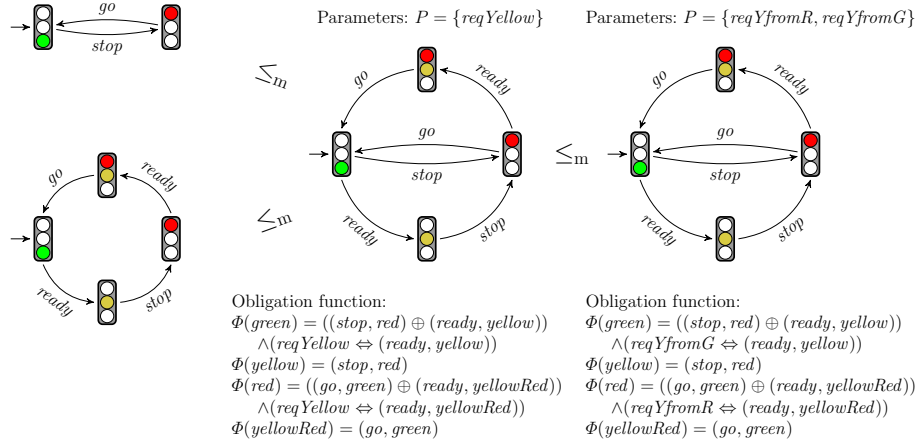 go
stop
go
ready
ready
stop
≤m
≤m
Parameters: P = {reqYellow}
go
ready
go
stop
ready
stop
Obligation function:
Φ(green) = ((stop, red) ⊕ (ready, yellow))
∧(reqYellow ⇔ (ready, yellow))
Φ(yellow) = (stop, red)
Φ(red) = ((go, green) ⊕ (ready, yellowRed))
∧(reqYellow ⇔ (ready, yellowRed))
Φ(yellowRed) = (go, green)
≤m
Parameters: P = {reqYfromR, reqYfromG}
go
ready
go
stop
ready
stop
Obligation function:
Φ(green) = ((stop, red) ⊕ (ready, yellow))
∧(reqYfromG ⇔ (ready, yellow))
Φ(yellow) = (stop, red)
Φ(red) = ((go, green) ⊕ (ready, yellowRed))
∧(reqYfromR ⇔ (ready, yellowRed))
Φ(yellowRed) = (go, green)